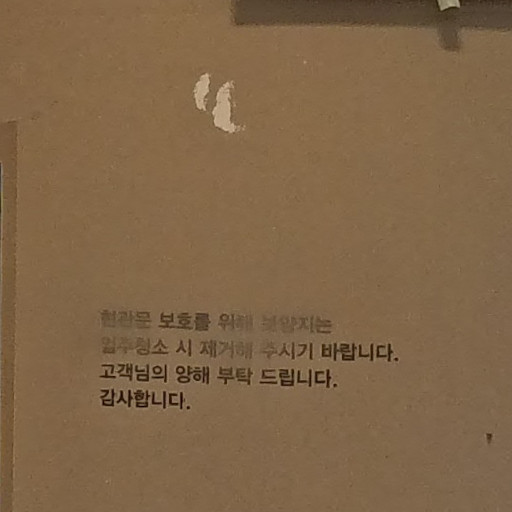 현관문 보호를 위해 보양지는
입주청소 시 제거해 주시기 바랍니다.
고객님의 양해 부탁 드립니다.
감사합니다.